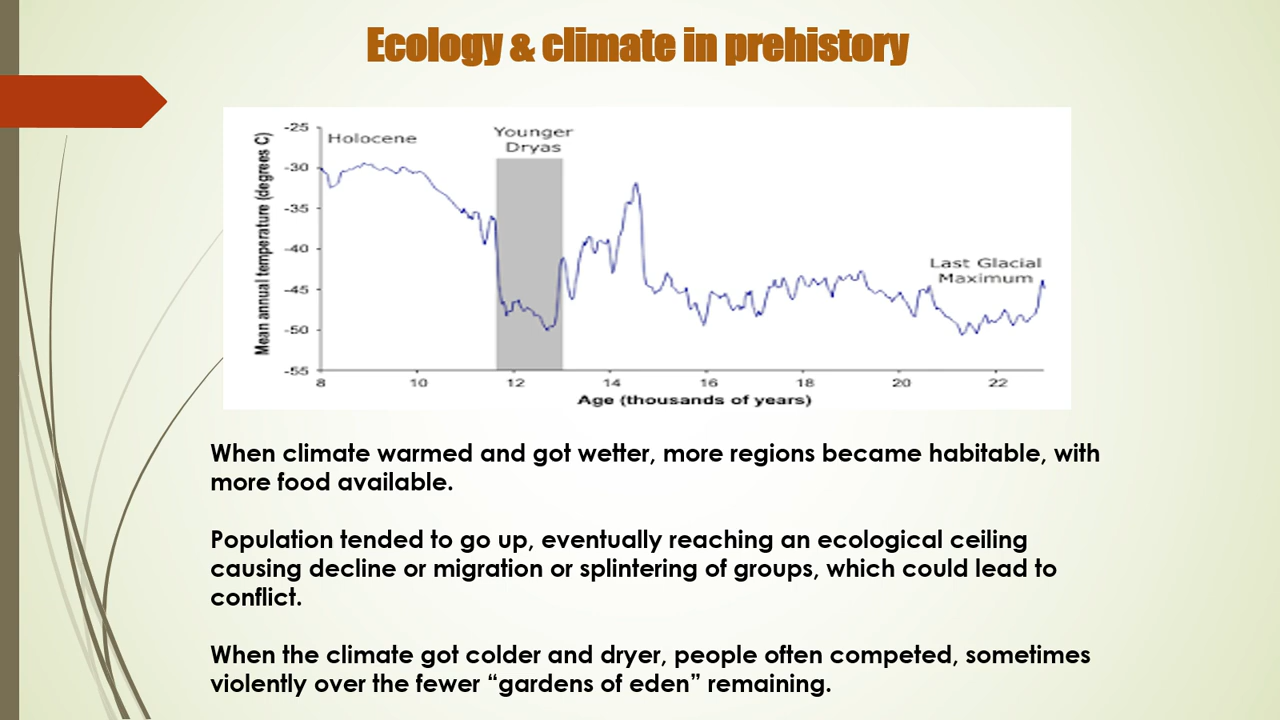 Ecology & climate in prehistory
Mean annual temperature (degrees C)
-25
-30
-35
-40
-45
-50
-55
Holocene
Younger
Dryas
Last Glacial
Maximum
8 10 12 14 16 18 20 22
Age (thousands of years)
When climate warmed and got wetter, more regions became habitable, with
more food available.
Population tended to go up, eventually reaching an ecological ceiling
causing decline or migration or splintering of groups, which could lead to
conflict.
When the climate got colder and dryer, people often competed, sometimes
violently over the fewer “gardens of eden” remaining.